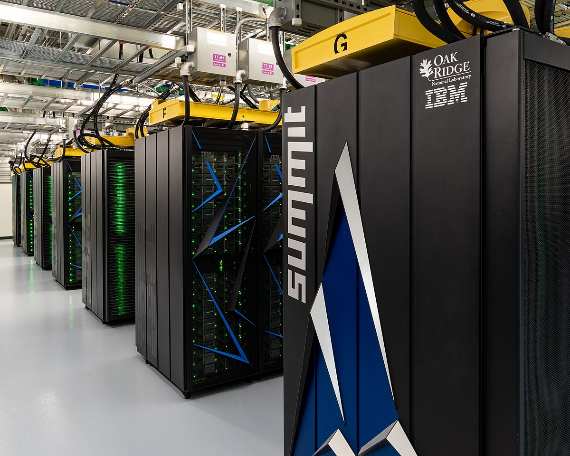 G
F
OAK
RIDGE
National Laboratory
IBM
summit